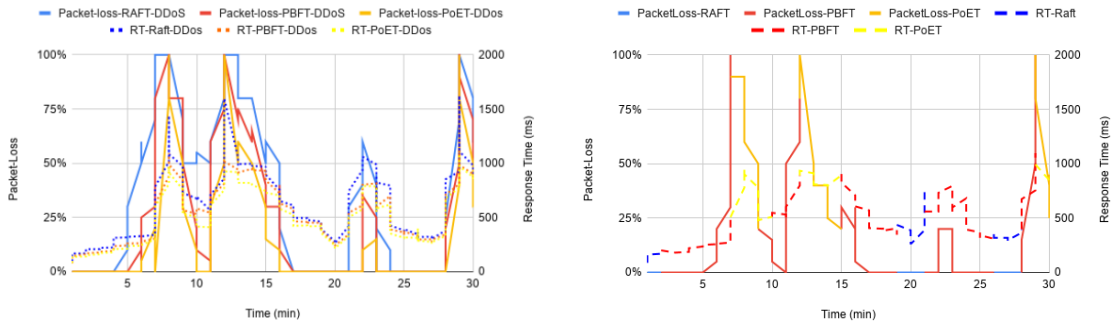 Packet-loss-RAFT-DDoS Packet-loss-PBFT-DDoS Packet-loss-PoET-DDos
RT-Raft-DDos RT-PBFT-DDos RT-PoET-DDos
100%
75%
50%
25%
0%
Packet-Loss
2000
1500
1000
500
0
Response Time (ms)
5 10 15 20 25 30
Time (min)
PacketLoss-RAFT PacketLoss-PBFT PacketLoss-PoET RT-Raft
RT-PBFT RT-PoET
100%
75%
50%
25%
0%
Packet-Loss
2000
1500
1000
500
0
Response Time (ms)
5 10 15 20 25 30
Time (min)